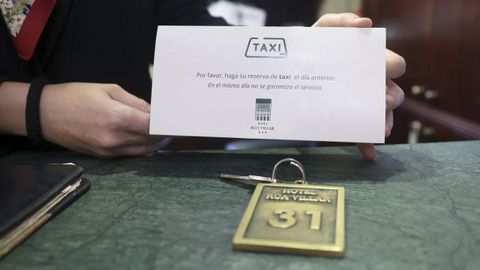 TAXI
Por favor, haga su reserva de taxi el día anterior.
En el mismo día no se garantiza el servicio.
HOTEL
RÚA VILLAR
HOTEL
RÚA VILLAR
31